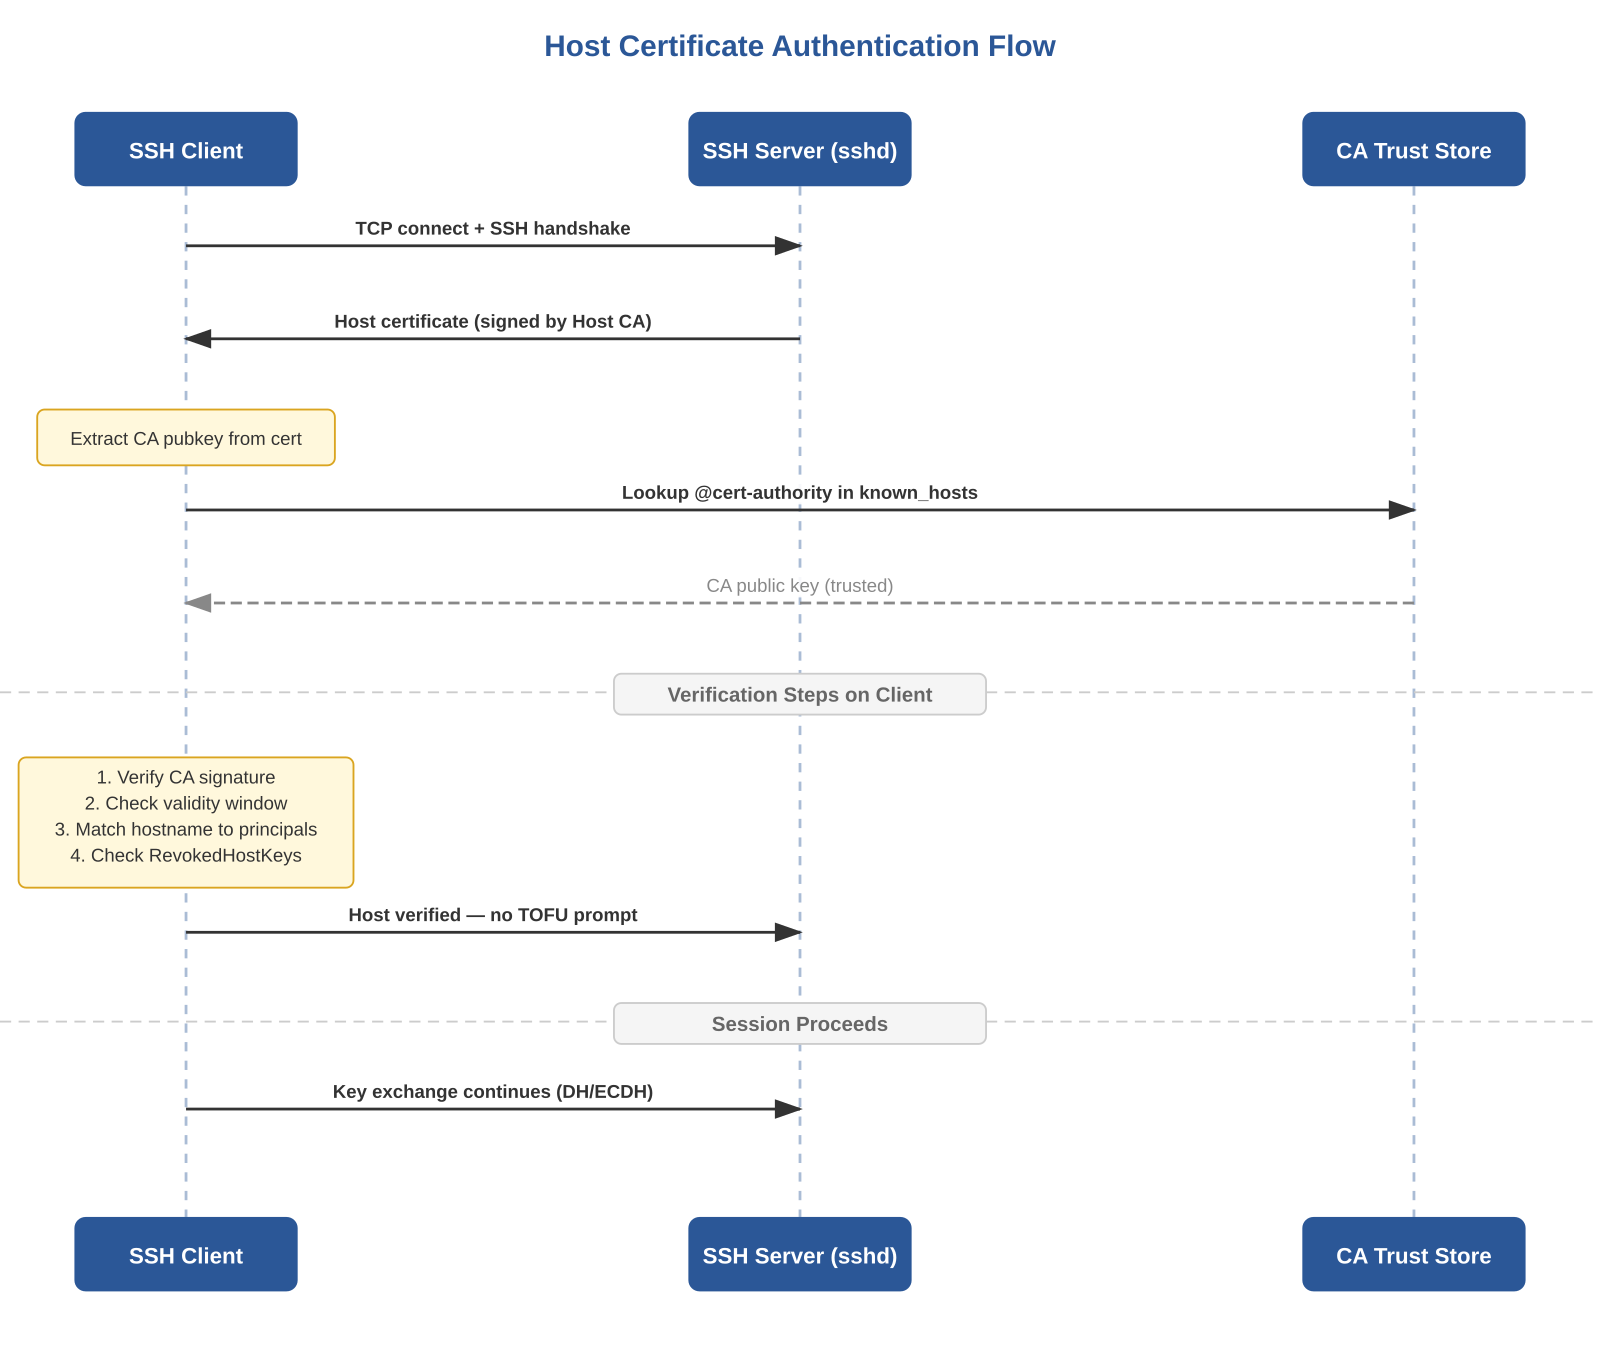 Host Certificate Authentication Flow
SSH Client
SSH Server (sshd)
CA Trust Store
TCP connect + SSH handshake
Host certificate (signed by Host CA)
Extract CA pubkey from cert
Lookup @cert-authority in known_hosts
CA public key (trusted)
Verification Steps on Client
1. Verify CA signature
2. Check validity window
3. Match hostname to principals
4. Check RevokedHostKeys
Host verified — no TOFU prompt
Session Proceeds
Key exchange continues (DH/ECDH)
SSH Client
SSH Server (sshd)
CA Trust Store